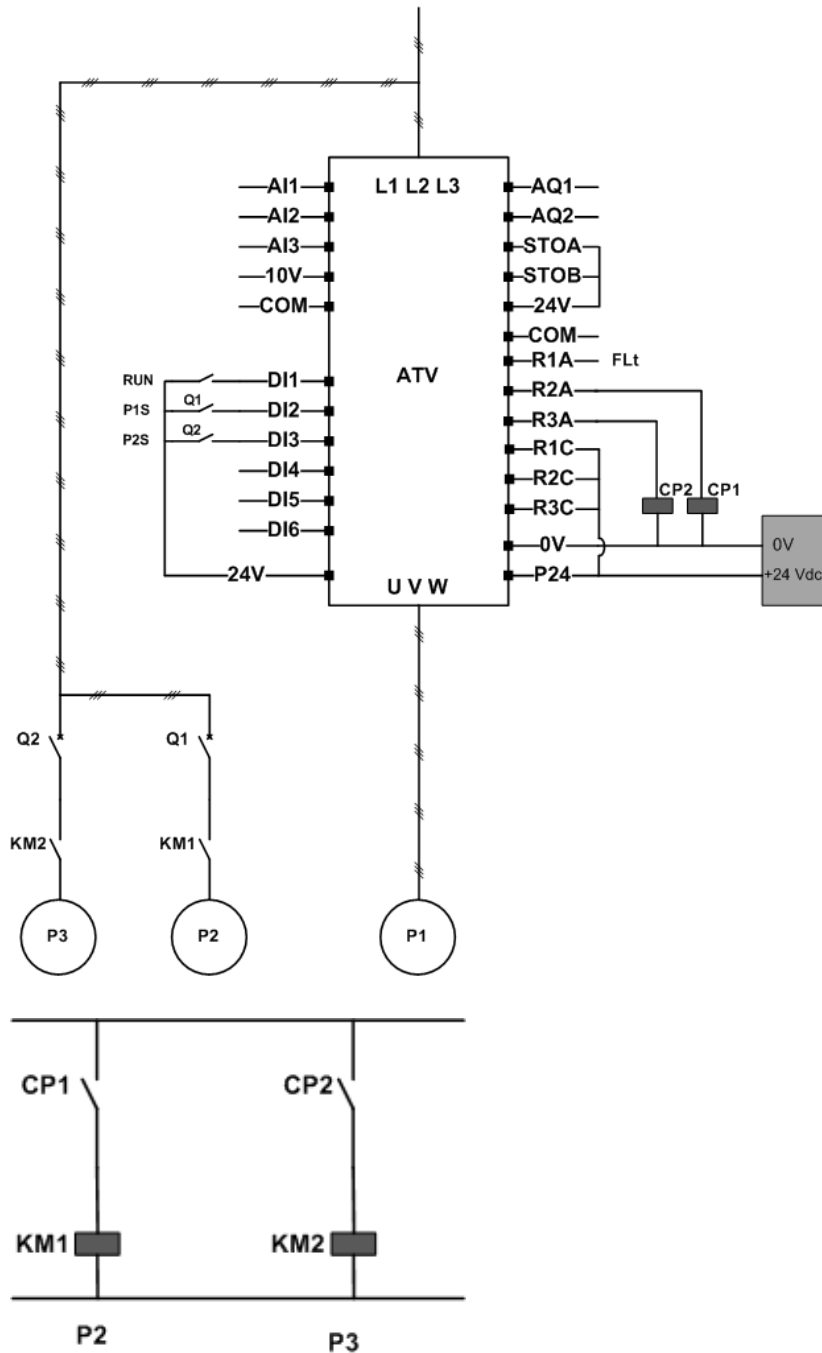 L1 L2 L3
AI1
AQ1
AI2
AQ2
AI3
STOA
10V
STOB
COM
24V
COM
ATV
R1A
FLt
RUN
DI1
R2A
P1S
Q1
DI2
R3A
P2S
Q2
DI3
R1C
DI4
R2C
CP2
CP1
DI5
R3C
DI6
0V
0V
24V
U V W
P24
+24 Vdc
Q2
Q1
KM2
KM1
P3
P2
P1
CP1
CP2
KM1
KM2
P2
P3